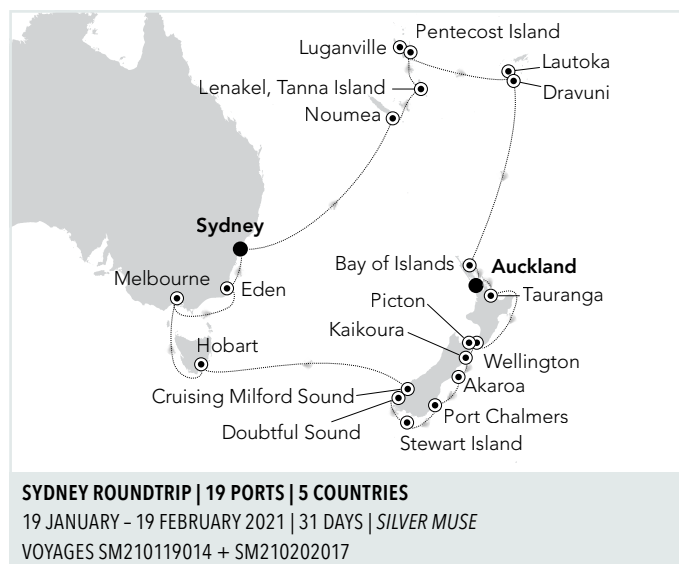 Pentecost Island
Luganville
Lautoka
Lenakel, Tanna Island
Dravuni
Noumea
Sydney
Bay of Islands
Auckland
Melbourne
Eden
Tauranga
Picton
Kaikoura
Hobart
Wellington
Akaroa
Cruising Milford Sound
Port Chalmers
Doubtful Sound
Stewart Island
SYDNEY ROUNDTRIP | 19 PORTS | 5 COUNTRIES
19 JANUARY – 19 FEBRUARY 2021 | 31 DAYS | SILVER MUSE
VOYAGES SM210119014 + SM210202017